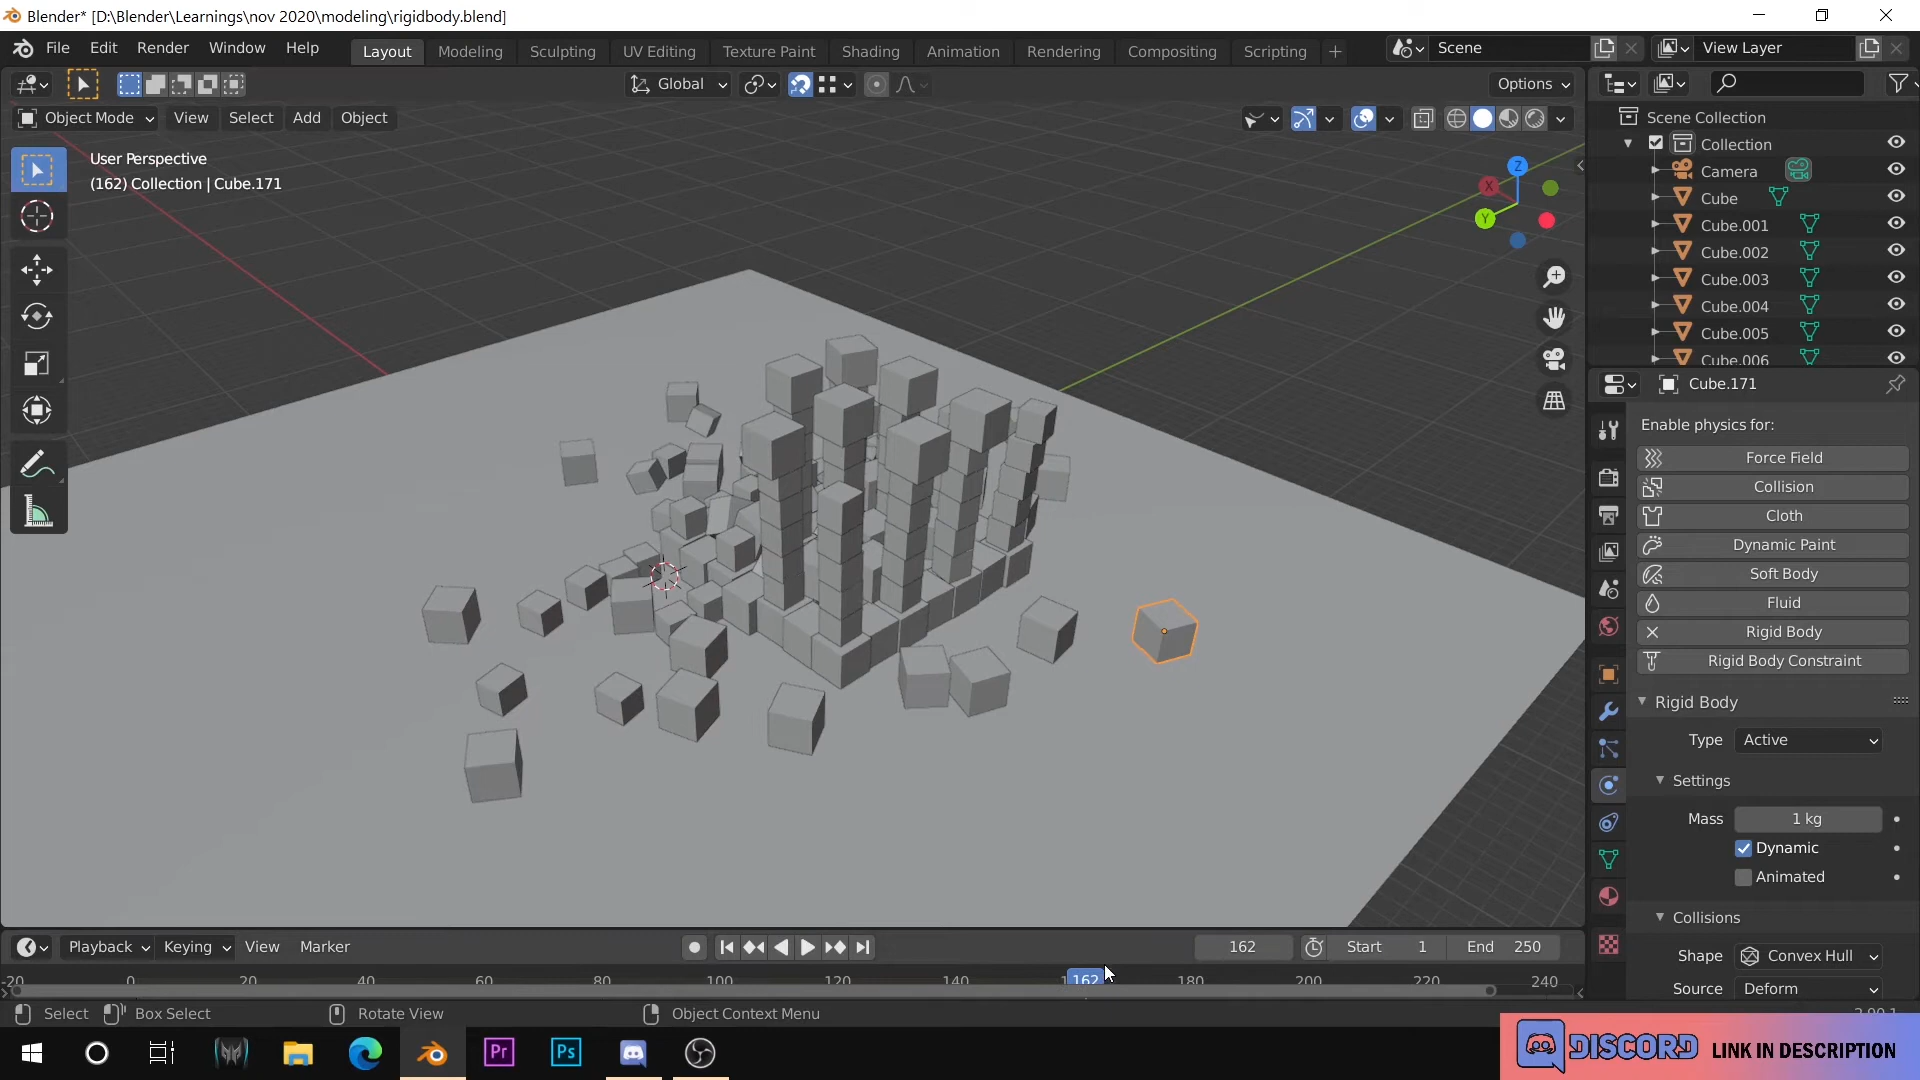 Blender* [D:\Blender\Learnings\nov 2020\modeling\rigidbody.blend]
File Edit Render Window Help Layout Modeling Sculpting UV Editing Texture Paint Shading Animation Rendering Compositing Scripting + Scene View Layer
Global Options
Object Mode View Select Add Object
Scene Collection
Collection
Camera
Cube
Cube.001
Cube.002
Cube.003
Cube.004
Cube.005
Cube.006
User Perspective
(162) Collection | Cube.171
Z
X
Y
Cube.171
Enable physics for:
Force Field
Collision
Cloth
Dynamic Paint
Soft Body
Fluid
Rigid Body
Rigid Body Constraint
Rigid Body
Type Active
Settings
Mass 1 kg
Dynamic
Animated
Collisions
Shape Convex Hull
Source Deform
Playback Keying View Marker 162 Start 1 End 250
-20 0 20 40 60 80 100 120 140 162 180 200 220 240
Select Box Select Rotate View Object Context Menu
Pr Ps
DISCORD LINK IN DESCRIPTION